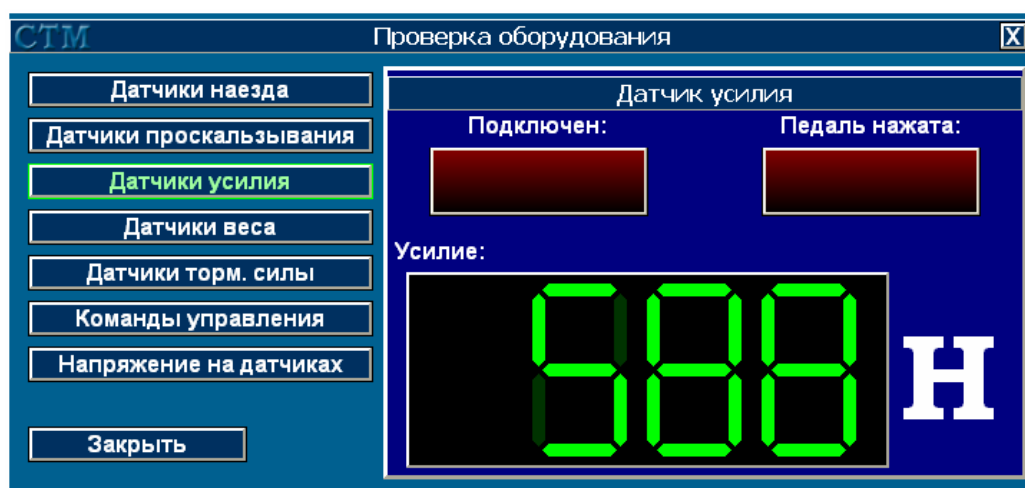 СТМ Проверка оборудования X
Датчики наезда
Датчики проскальзывания
Датчики усилия
Датчики веса
Датчики торм. силы
Команды управления
Напряжение на датчиках
Закрыть
Датчик усилия
Подключен: Педаль нажата:
Усилие:
588 Н